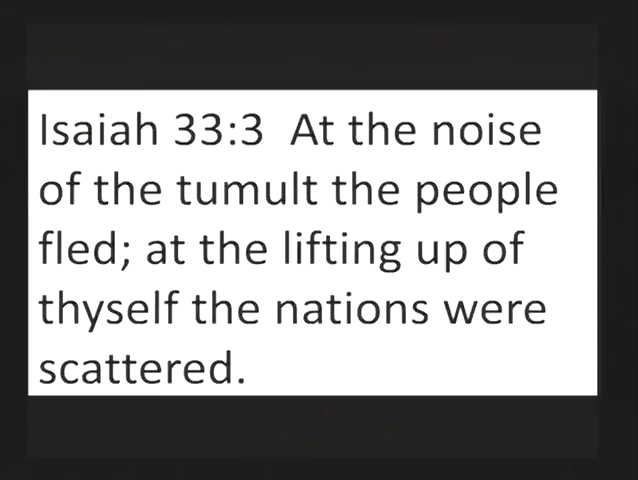 Isaiah 33:3  At the noise
of the tumult the people
fled; at the lifting up of
thyself the nations were
scattered.